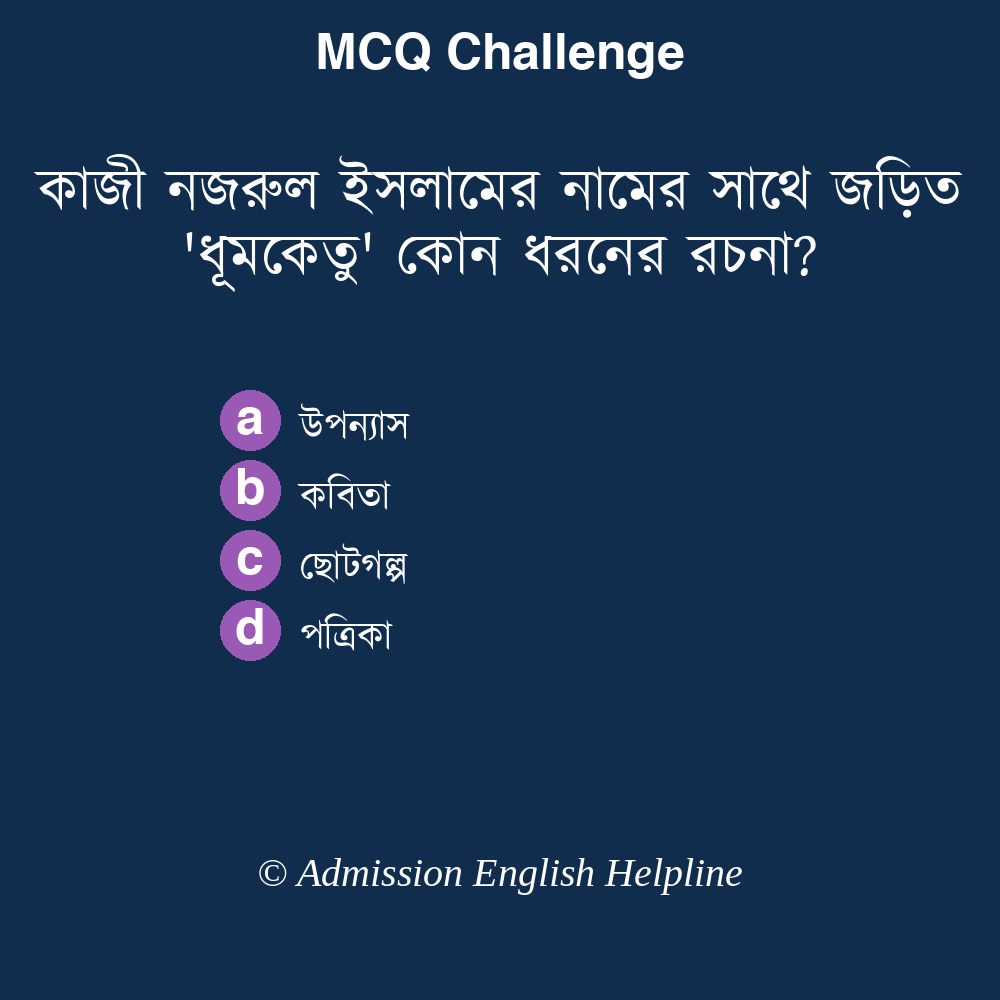 MCQ Challenge
কাজী নজরুল ইসলামের নামের সাথে জড়িত
'ধূমকেতু' কোন ধরনের রচনা?
a উপন্যাস
b কবিতা
c ছোটগল্প
d পত্রিকা
© Admission English Helpline